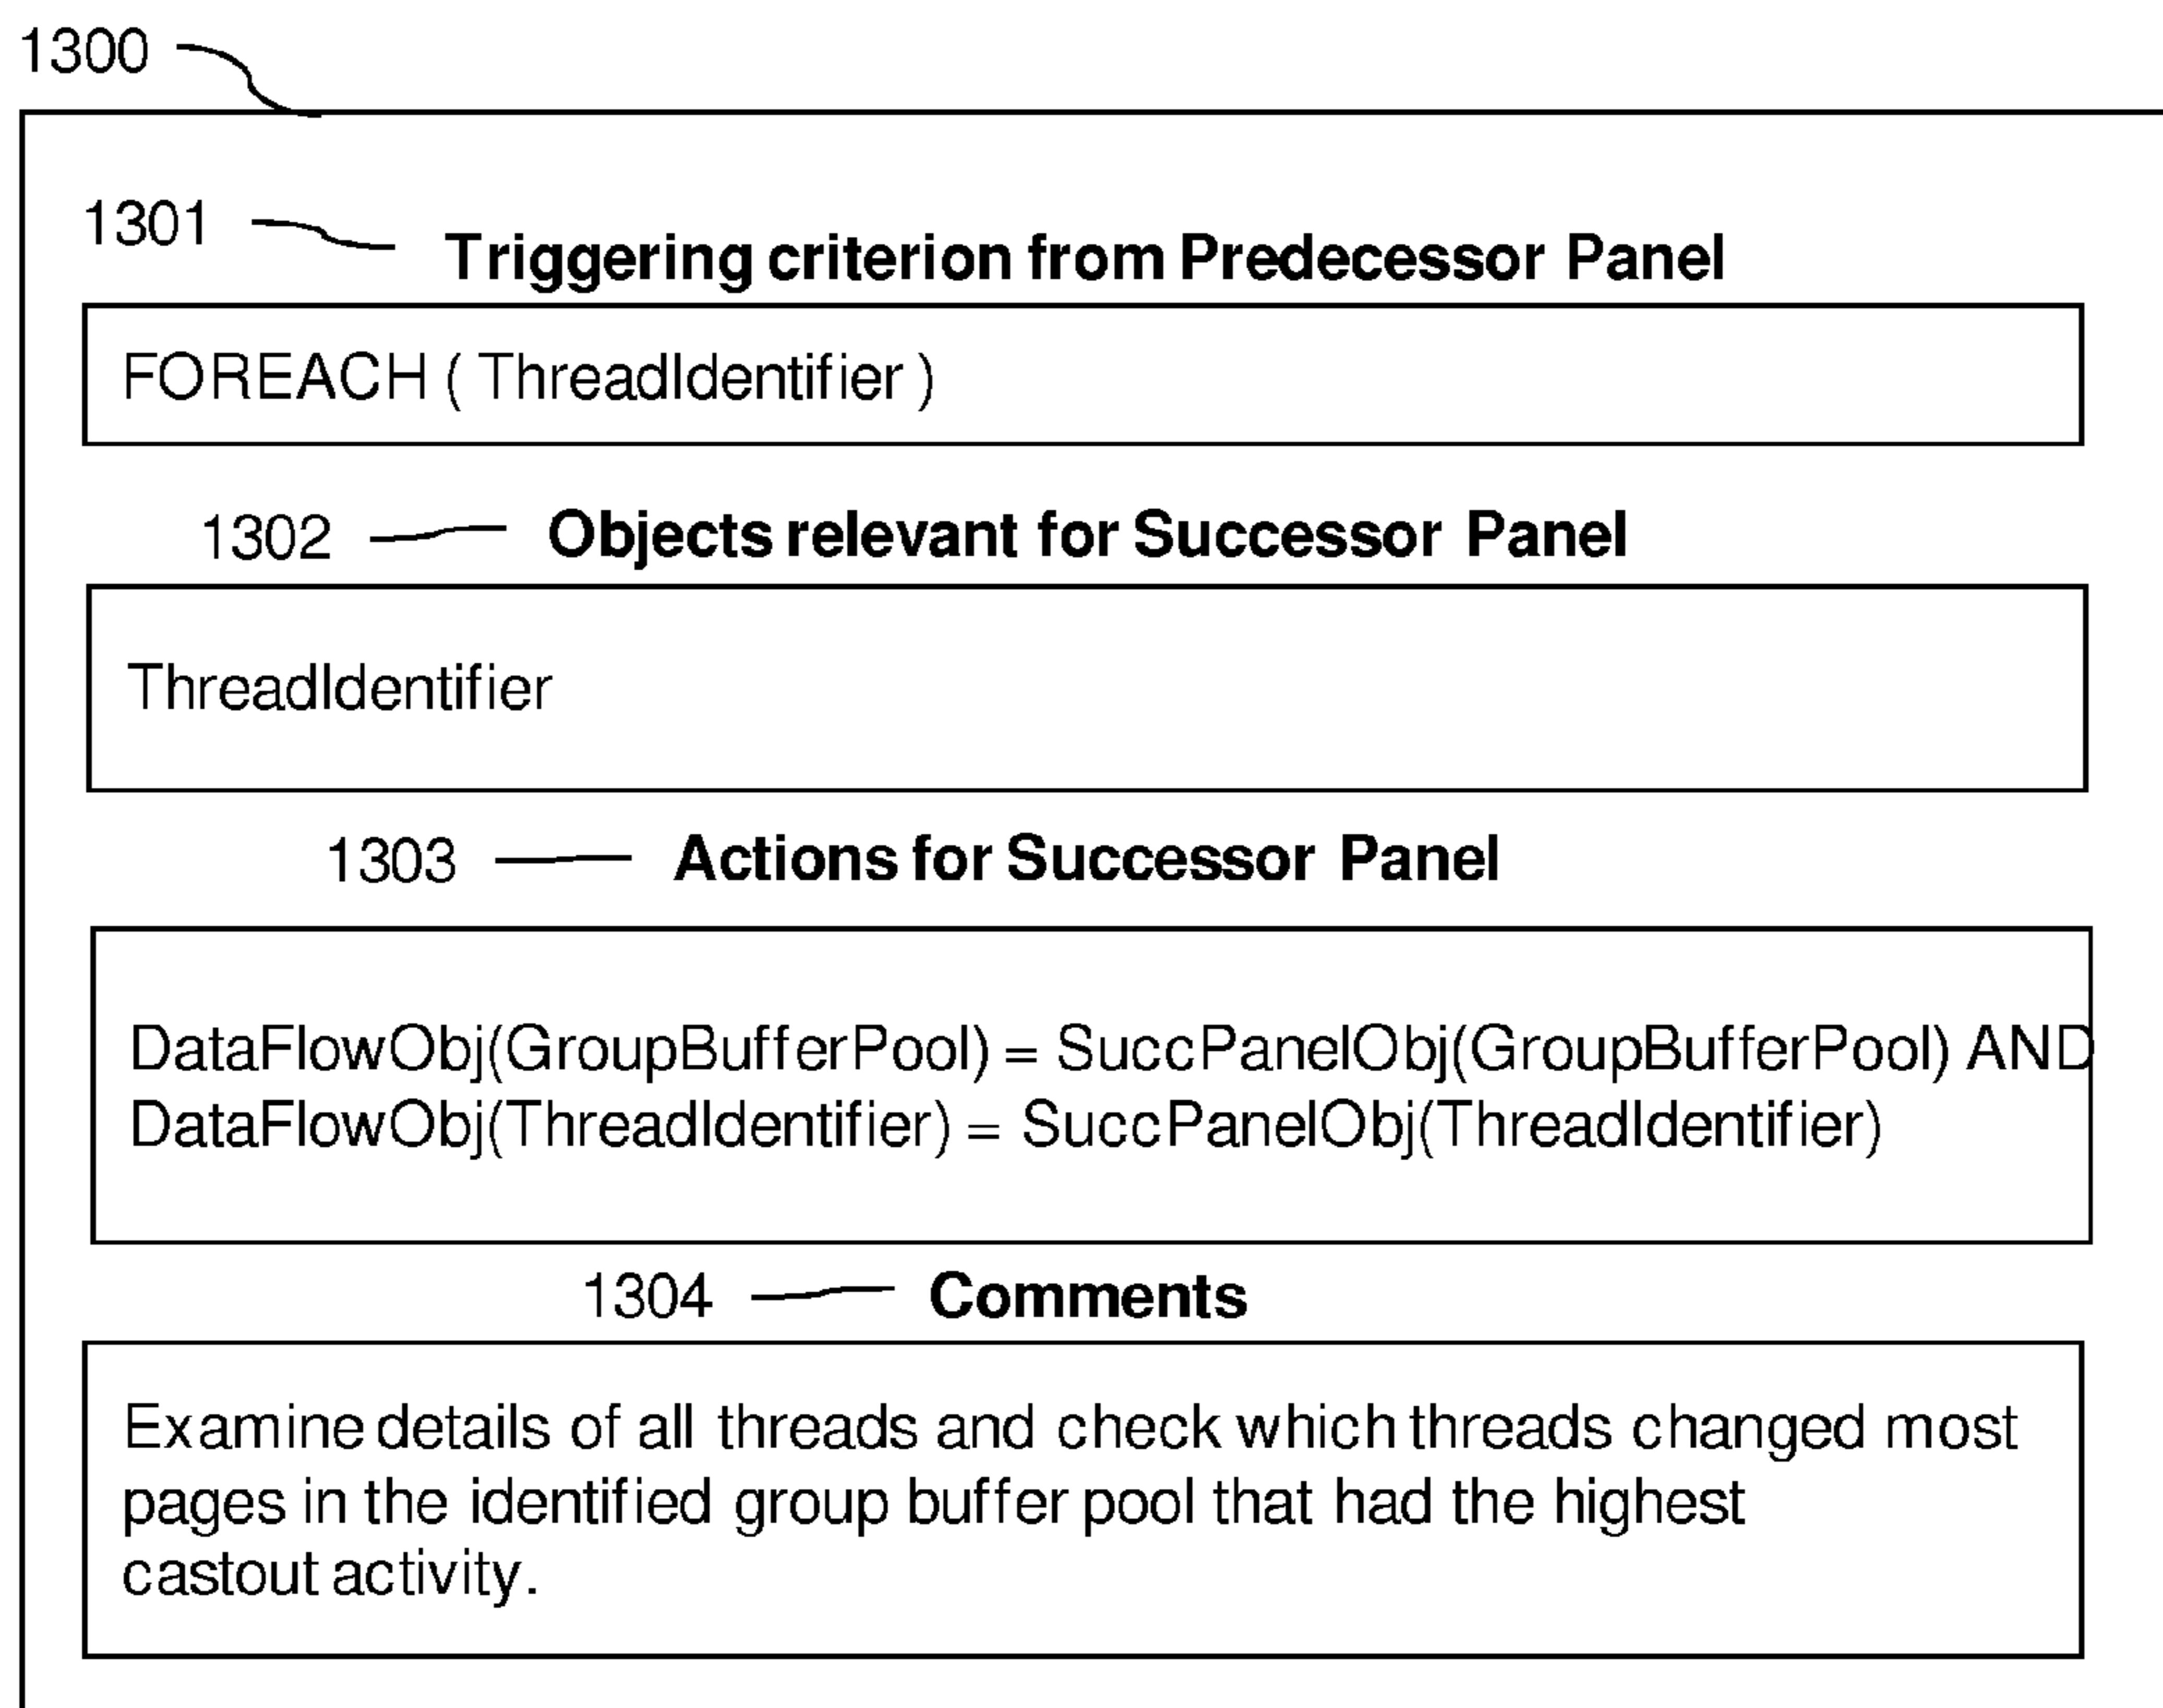 1300
1301 Triggering criterion from Predecessor Panel
FOREACH ( ThreadIdentifier )
1302 Objects relevant for Successor Panel
ThreadIdentifier
1303 Actions for Successor Panel
DataFlowObj(GroupBufferPool) = SuccPanelObj(GroupBufferPool) AND
DataFlowObj(ThreadIdentifier) = SuccPanelObj(ThreadIdentifier)
1304 Comments
Examine details of all threads and check which threads changed most
pages in the identified group buffer pool that had the highest
castout activity.